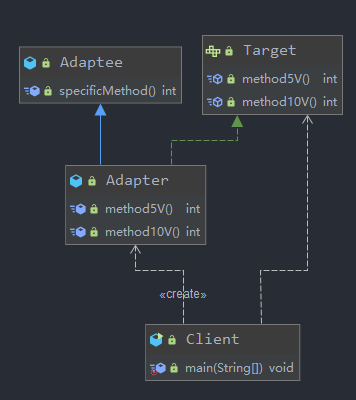 Adaptee
specificMethod() int
Target
method5V() int
method10V() int
Adapter
method5V() int
method10V() int
«create»
Client
main(String[]) void